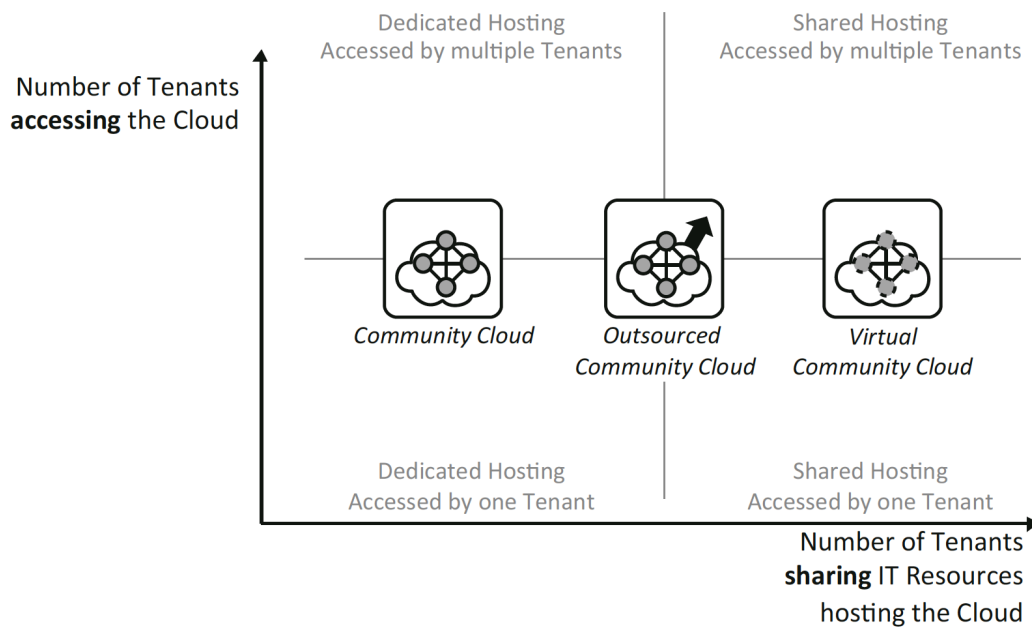 Dedicated Hosting
Accessed by multiple Tenants
Shared Hosting
Accessed by multiple Tenants
Number of Tenants
accessing the Cloud
Community Cloud
Outsourced
Community Cloud
Virtual
Community Cloud
Dedicated Hosting
Accessed by one Tenant
Shared Hosting
Accessed by one Tenant
Number of Tenants
sharing IT Resources
hosting the Cloud